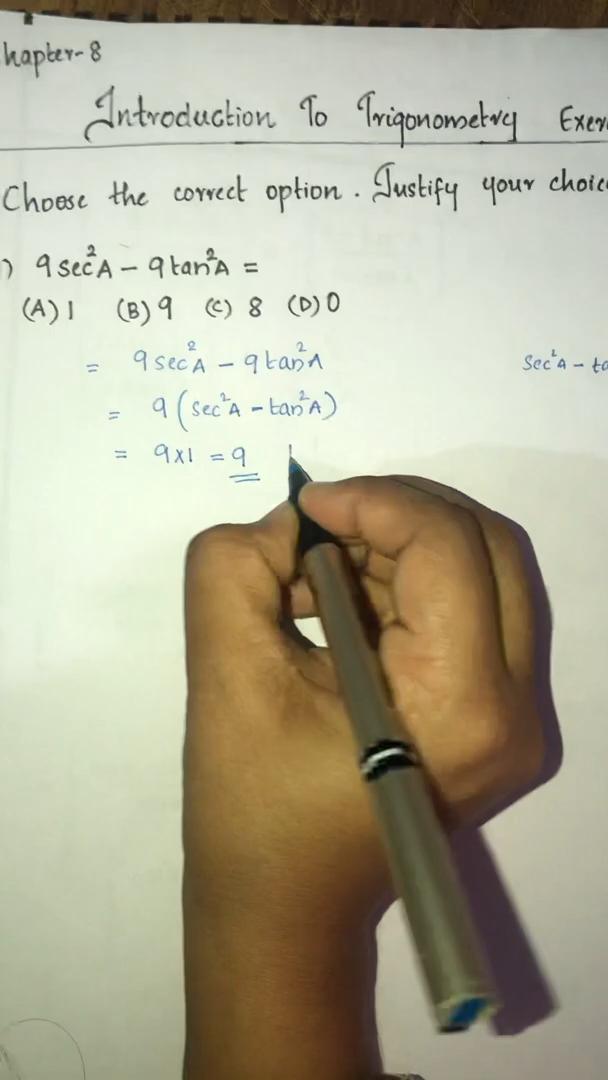 hapter-8
Introduction To Trigonometry Exer
Choose the correct option. Justify your choice
) 9 sec²A - 9 tan²A =
(A) 1 (B) 9 (C) 8 (D) 0
= 9 sec²A - 9 tan²A
sec²A - ta
= 9 (sec²A - tan²A)
= 9 x 1 = 9